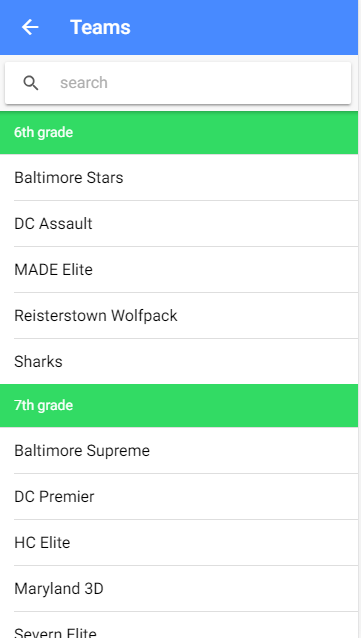 Teams
search
6th grade
Baltimore Stars
DC Assault
MADE Elite
Reisterstown Wolfpack
Sharks
7th grade
Baltimore Supreme
DC Premier
HC Elite
Maryland 3D
Severn Elite